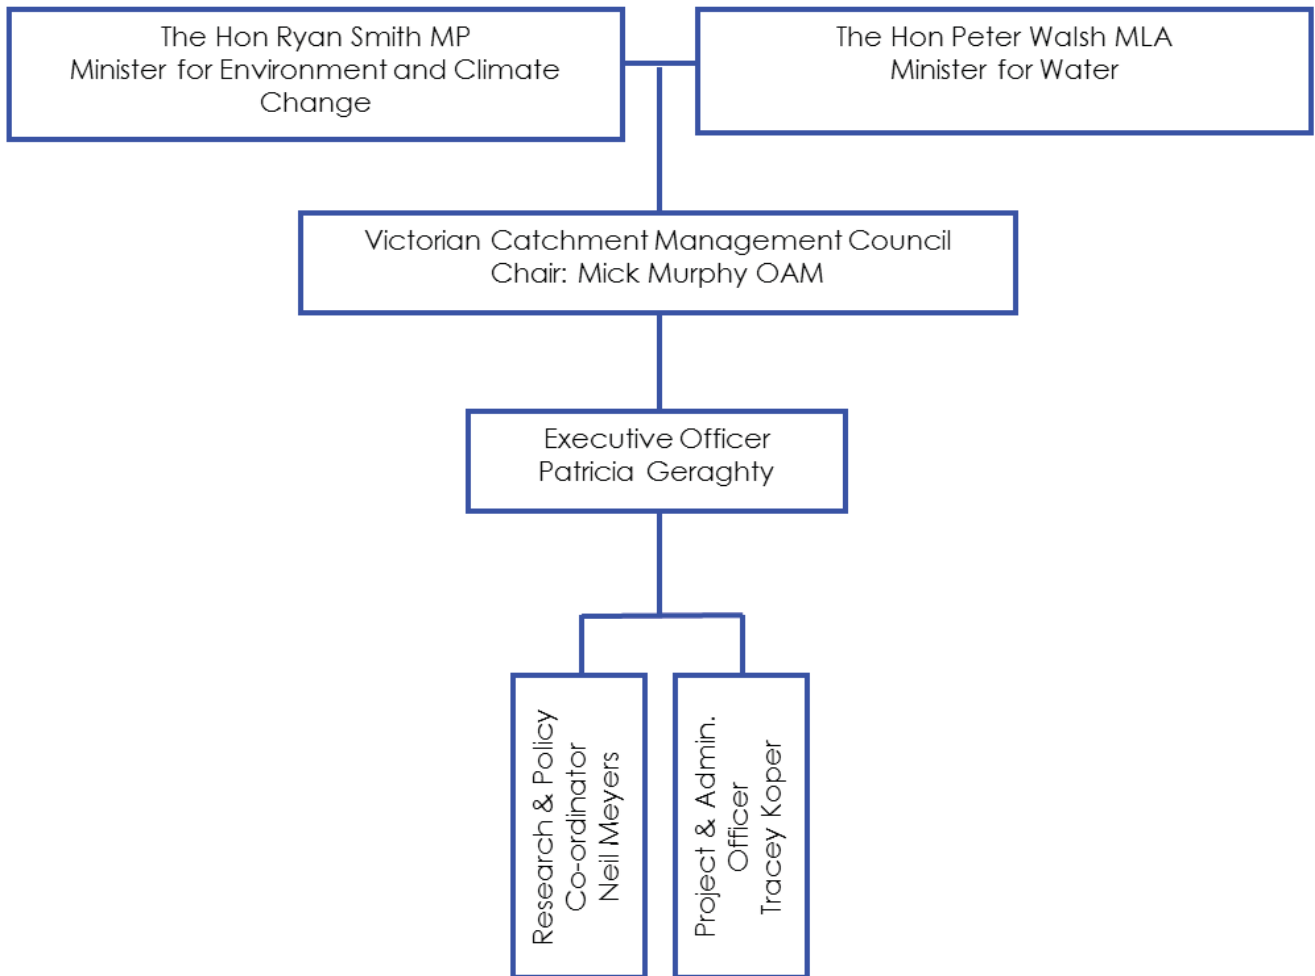 The Hon Ryan Smith MP
Minister for Environment and Climate
Change
The Hon Peter Walsh MLA
Minister for Water
Victorian Catchment Management Council
Chair: Mick Murphy OAM
Executive Officer
Patricia Geraghty
Research & Policy
Co-ordinator
Neil Meyers
Project & Admin.
Officer
Tracey Koper